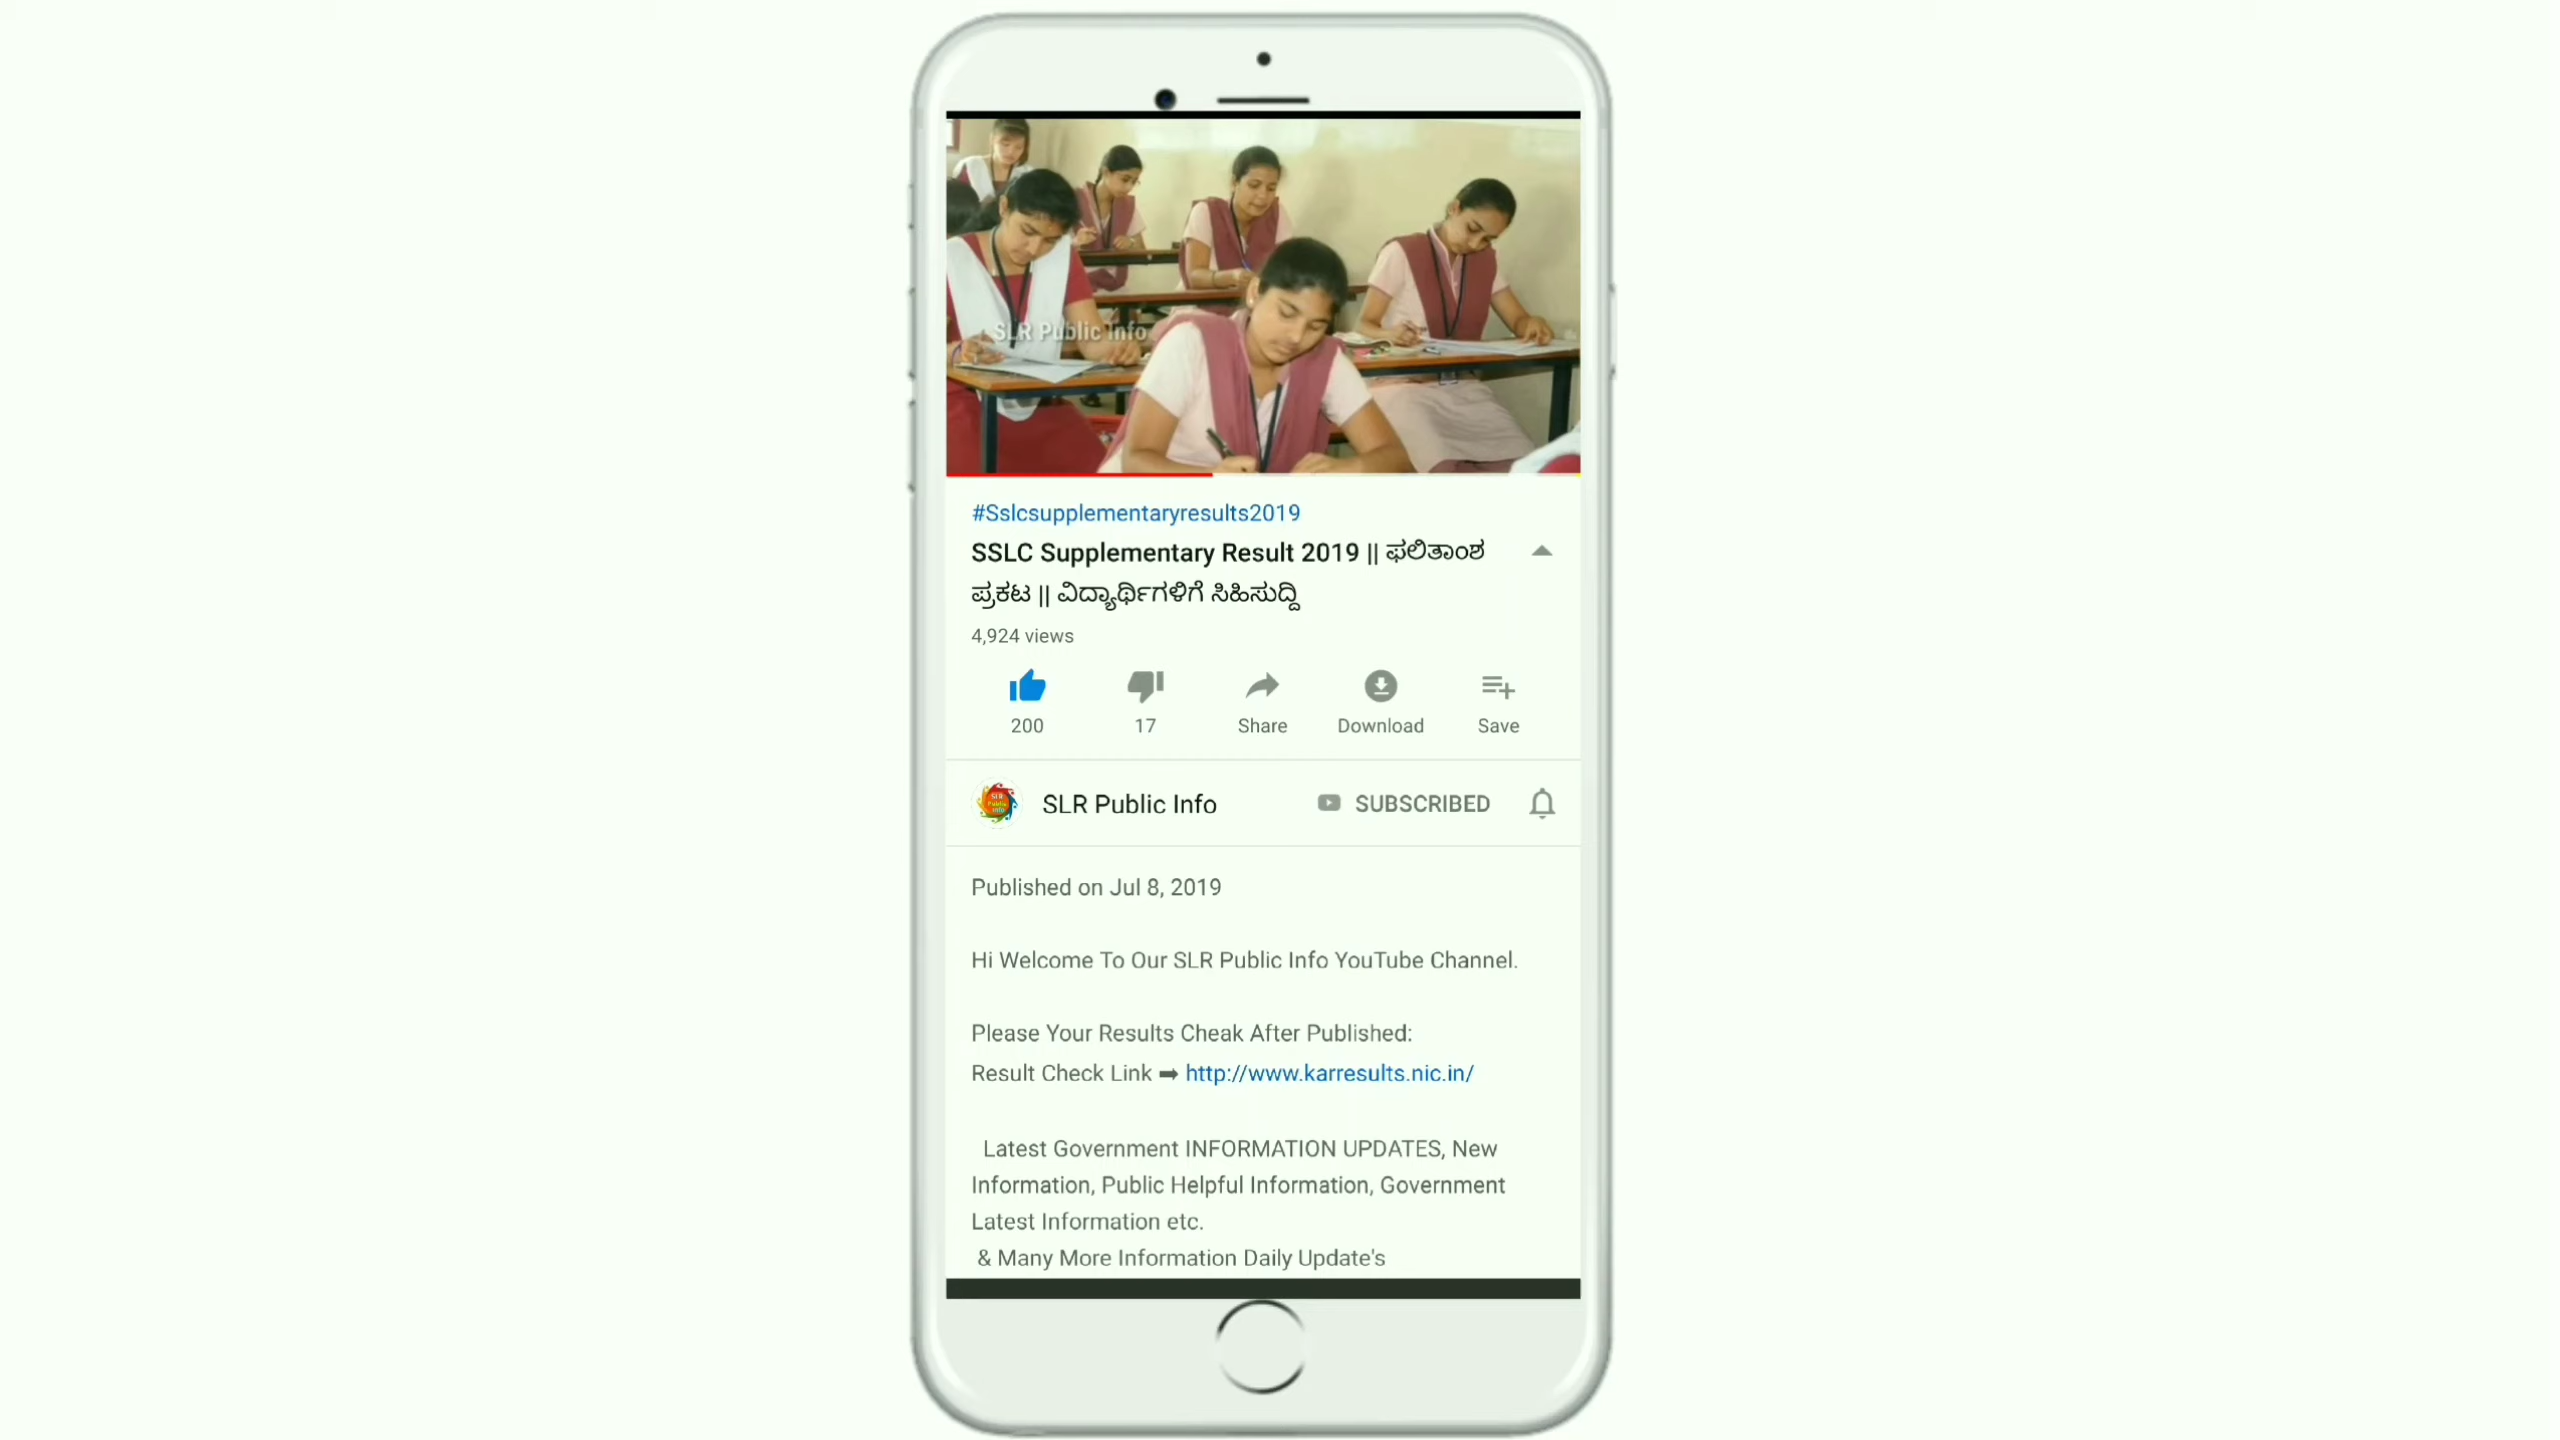 SLR Public Info
#Sslcsupplementaryresults2019
SSLC Supplementary Result 2019 || ಫಲಿತಾಂಶ
ಪ್ರಕಟ || ವಿದ್ಯಾರ್ಥಿಗಳಿಗೆ ಸಿಹಿಸುದ್ದಿ
4,924 views
200 17 Share Download Save
SLR Public Info
SLR Public Info SUBSCRIBED
Published on Jul 8, 2019
Hi Welcome To Our SLR Public Info YouTube Channel.
Please Your Results Cheak After Published:
Result Check Link ➡ http://www.karresults.nic.in/
Latest Government INFORMATION UPDATES, New
Information, Public Helpful Information, Government
Latest Information etc.
& Many More Information Daily Update's